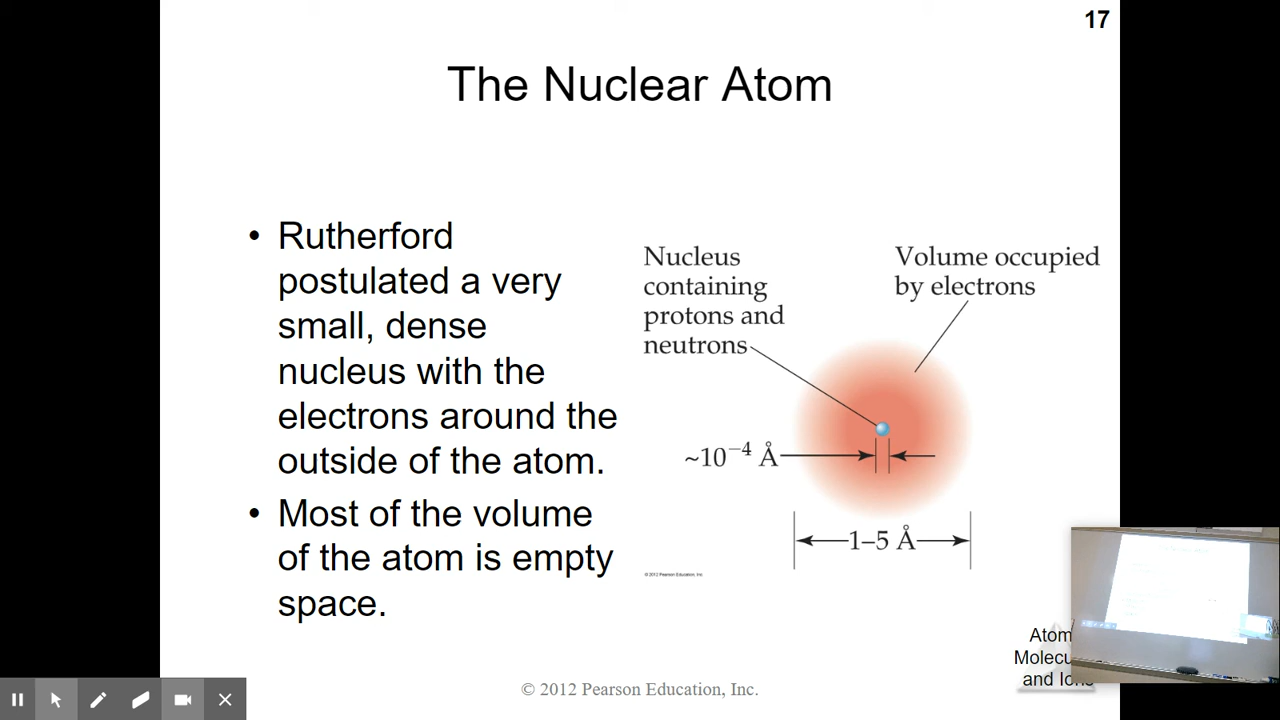 17
The Nuclear Atom
• Rutherford
postulated a very
small, dense
nucleus with the
electrons around the
outside of the atom.
• Most of the volume
of the atom is empty
space.
Nucleus
containing
protons and
neutrons
Volume occupied
by electrons
~10⁻⁴ Å
1–5 Å
© 2012 Pearson Education, Inc.
Atom
Molecu
and Ions
© 2012 Pearson Education, Inc.